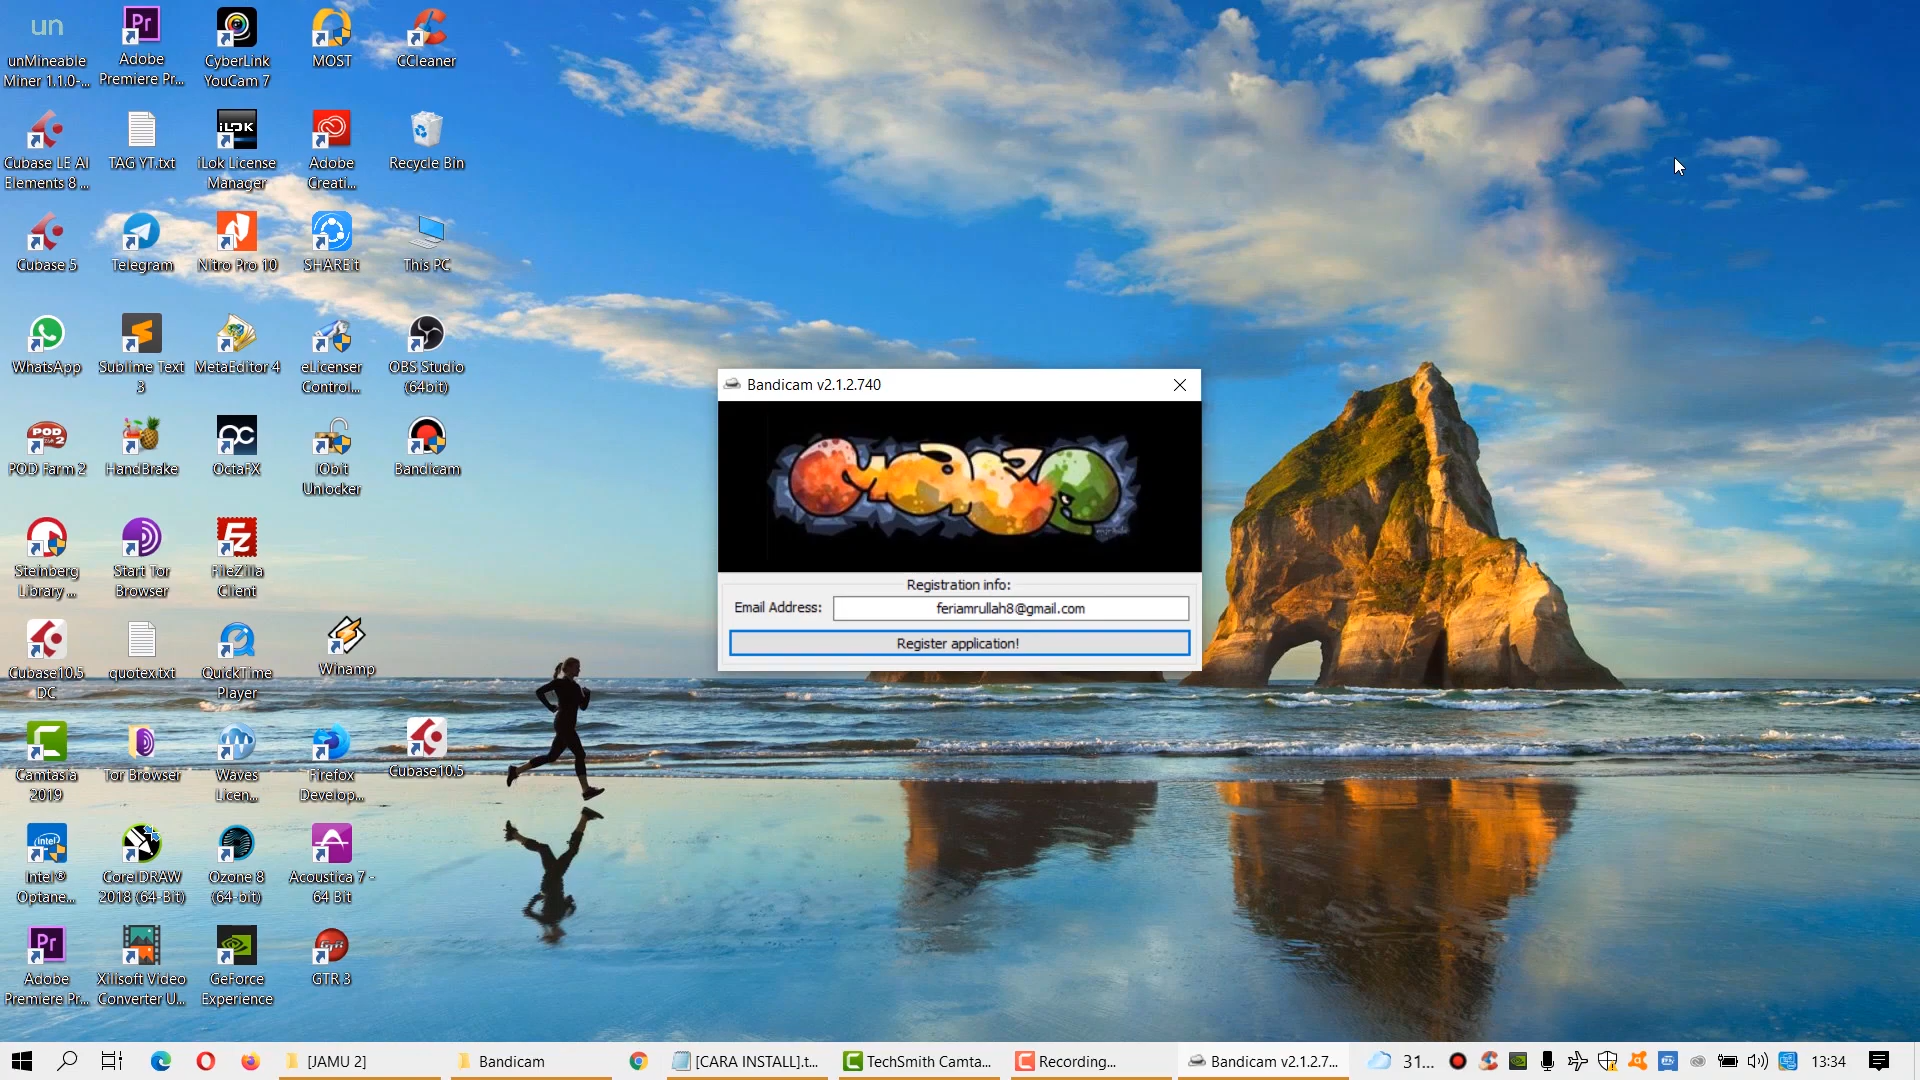 unMineable
Miner 1.1.0-...
Adobe
Premiere Pr...
CyberLink
YouCam 7
MOST
CCleaner
Cubase LE AI
Elements 8 ...
TAG YT.txt
iLok License
Manager
Adobe
Creati...
Recycle Bin
Cubase 5
Telegram
Nitro Pro 10
SHAREit
This PC
WhatsApp
Sublime Text
3
MetaEditor 4
eLicenser
Control...
OBS Studio
(64bit)
POD Farm 2
HandBrake
OctaFX
IObit
Unlocker
Bandicam
Steinberg
Library ...
Start Tor
Browser
FileZilla
Client
Cubase10.5
DC
quotex.txt
QuickTime
Player
Winamp
Camtasia
2019
Tor Browser
Waves
Licen...
Firefox
Develop...
Cubase10.5
Intel®
Optane...
CorelDRAW
2018 (64-Bit)
Ozone 8
(64-bit)
Acoustica 7 -
64 Bit
Adobe
Premiere Pr...
Xilisoft Video
Converter U...
GeForce
Experience
GTR 3
Bandicam v2.1.2.740
Registration info:
Email Address:
feriamrullah8@gmail.com
Register application!
[JAMU 2]
Bandicam
[CARA INSTALL].t...
TechSmith Camta...
Recording...
Bandicam v2.1.2.7...
31...
13:34